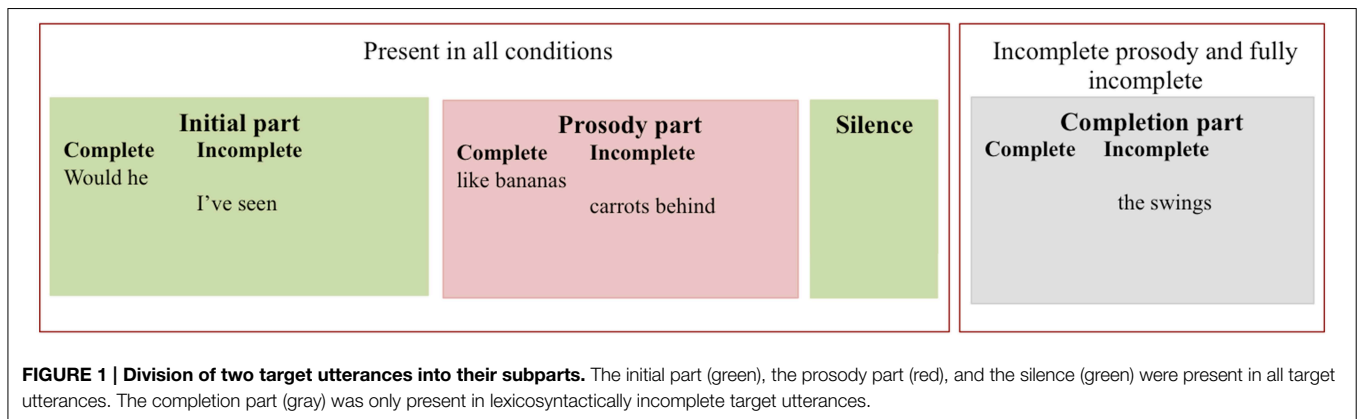 Present in all conditions
Initial part
Complete Incomplete
Would he
I've seen
Prosody part
Complete Incomplete
like bananas
carrots behind
Silence
Incomplete prosody and fully
incomplete
Completion part
Complete Incomplete
the swings
FIGURE 1 | Division of two target utterances into their subparts. The initial part (green), the prosody part (red), and the silence (green) were present in all target
utterances. The completion part (gray) was only present in lexicosyntactically incomplete target utterances.